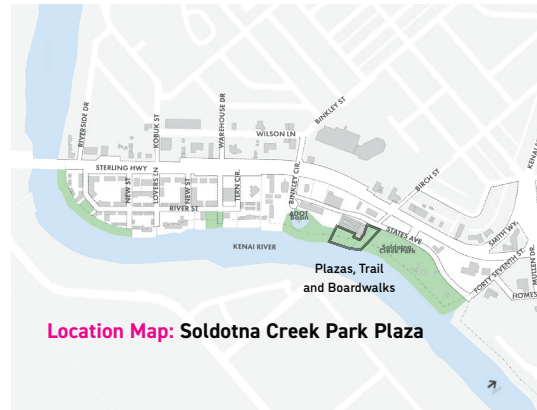 RIVERSIDE DR
KOBUK ST
WAREHOUSE DR
WILSON LN
BINKLEY ST
STERLING HWY
NEW ST
LOVERS LN
NEW ST
TERN CIR
BINKLEY CIR
BIRCH ST
RIVER ST
ADOT
Basin
STATES AVE
SMITH WY.
KENAI RIVER
Soldotna
Creek Park
FORTY SEVENTH ST.
MULLEN DR.
HOMES
Plazas, Trail
and Boardwalks
Location Map: Soldotna Creek Park Plaza